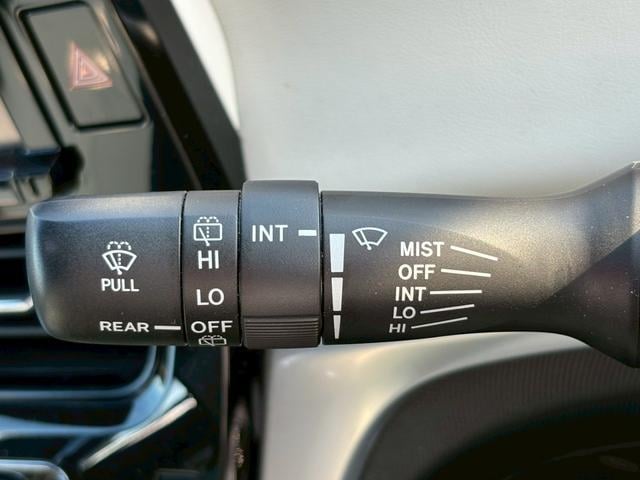 PULL
REAR
HI
LO
OFF
INT
MIST
OFF
INT
LO
HI